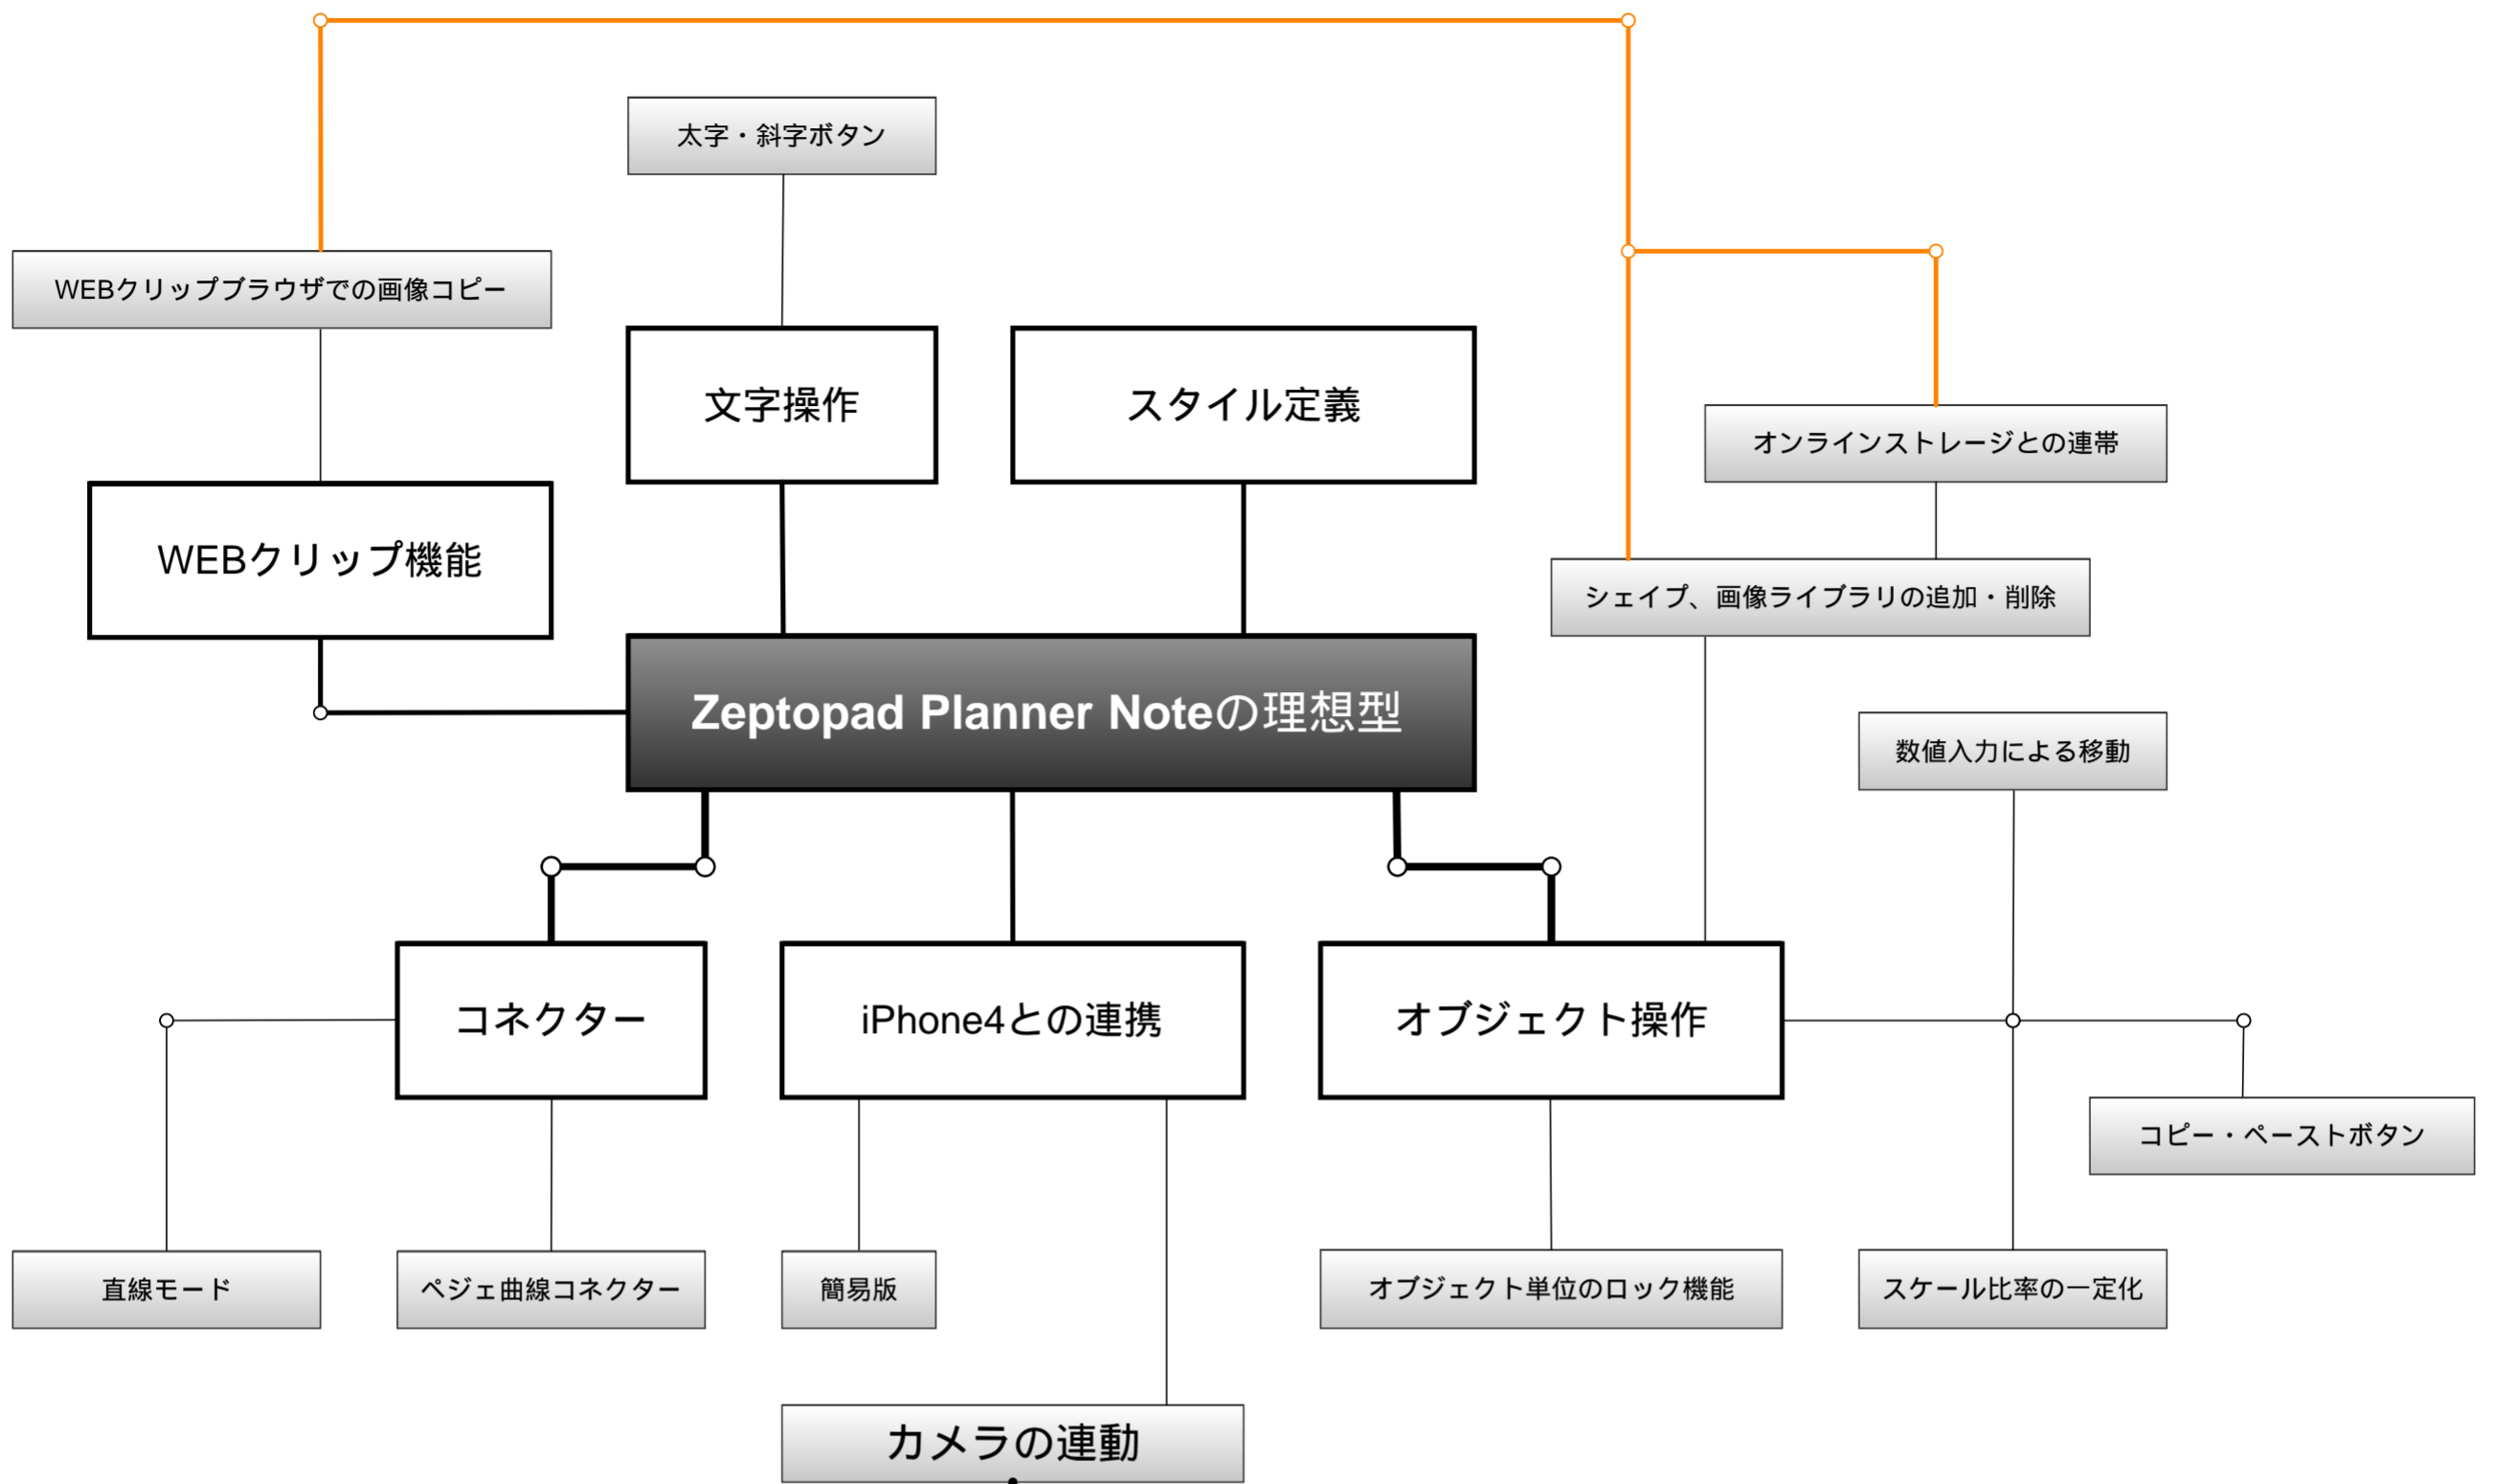 太字・斜字ボタン
WEBクリップブラウザでの画像コピー
文字操作
スタイル定義
オンラインストレージとの連帯
WEBクリップ機能
シェイプ、画像ライブラリの追加・削除
Zeptopad Planner Noteの理想型
数値入力による移動
コネクター
iPhone4との連携
オブジェクト操作
コピー・ペーストボタン
直線モード
ペジェ曲線コネクター
簡易版
オブジェクト単位のロック機能
スケール比率の一定化
カメラの連動